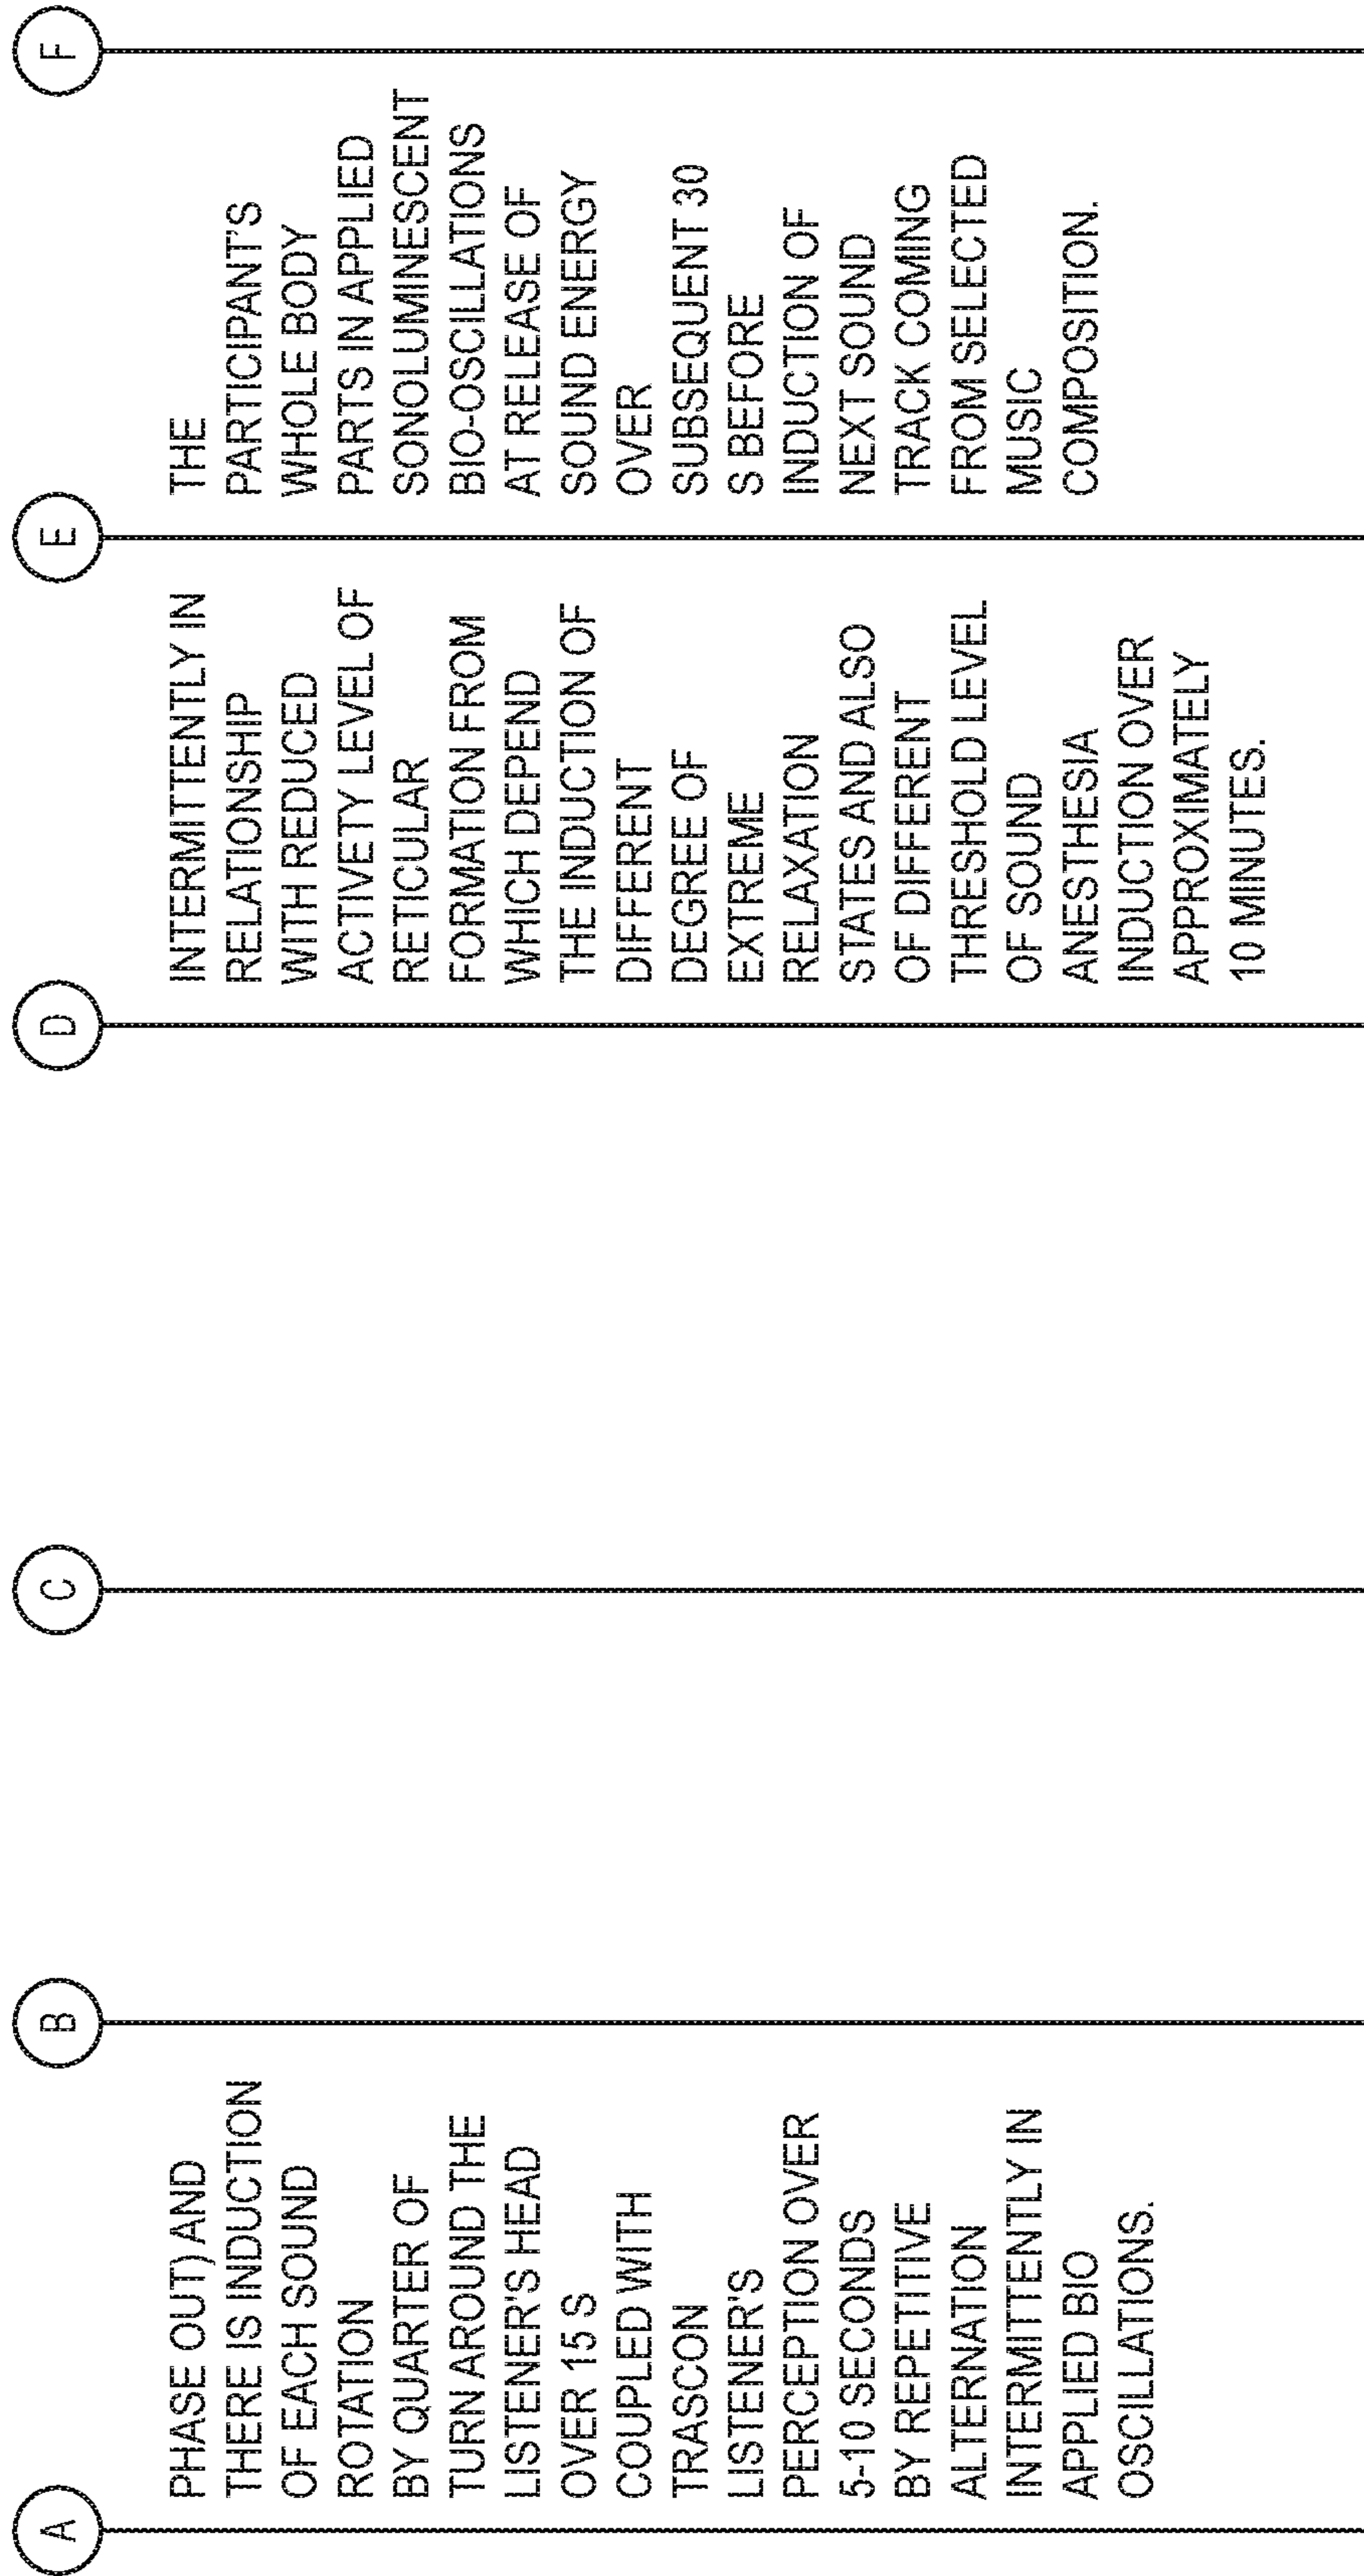 A
B
C
D
E
F
PHASE OUT) AND
THERE IS INDUCTION
OF EACH SOUND
ROTATION
BY QUARTER OF
TURN AROUND THE
LISTENER'S HEAD
OVER 15 S
COUPLED WITH
TRASCON
LISTENER'S
PERCEPTION OVER
5-10 SECONDS
BY REPETITIVE
ALTERNATION
INTERMITTENTLY IN
APPLIED BIO
OSCILLATIONS.
INTERMITTENTLY IN
RELATIONSHIP
WITH REDUCED
ACTIVETY LEVEL OF
RETICULAR
FORMATION FROM
WHICH DEPEND
THE INDUCTION OF
DIFFERENT
DEGREE OF
EXTREME
RELAXATION
STATES AND ALSO
OF DIFFERENT
THRESHOLD LEVEL
OF SOUND
ANESTHESIA
INDUCTION OVER
APPROXIMATELY
10 MINUTES.
THE
PARTICIPANT'S
WHOLE BODY
PARTS IN APPLIED
SONOLUMINESCENT
BIO-OSCILLATIONS
AT RELEASE OF
SOUND ENERGY
OVER
SUBSEQUENT 30
S BEFORE
INDUCTION OF
NEXT SOUND
TRACK COMING
FROM SELECTED
MUSIC
COMPOSITION.